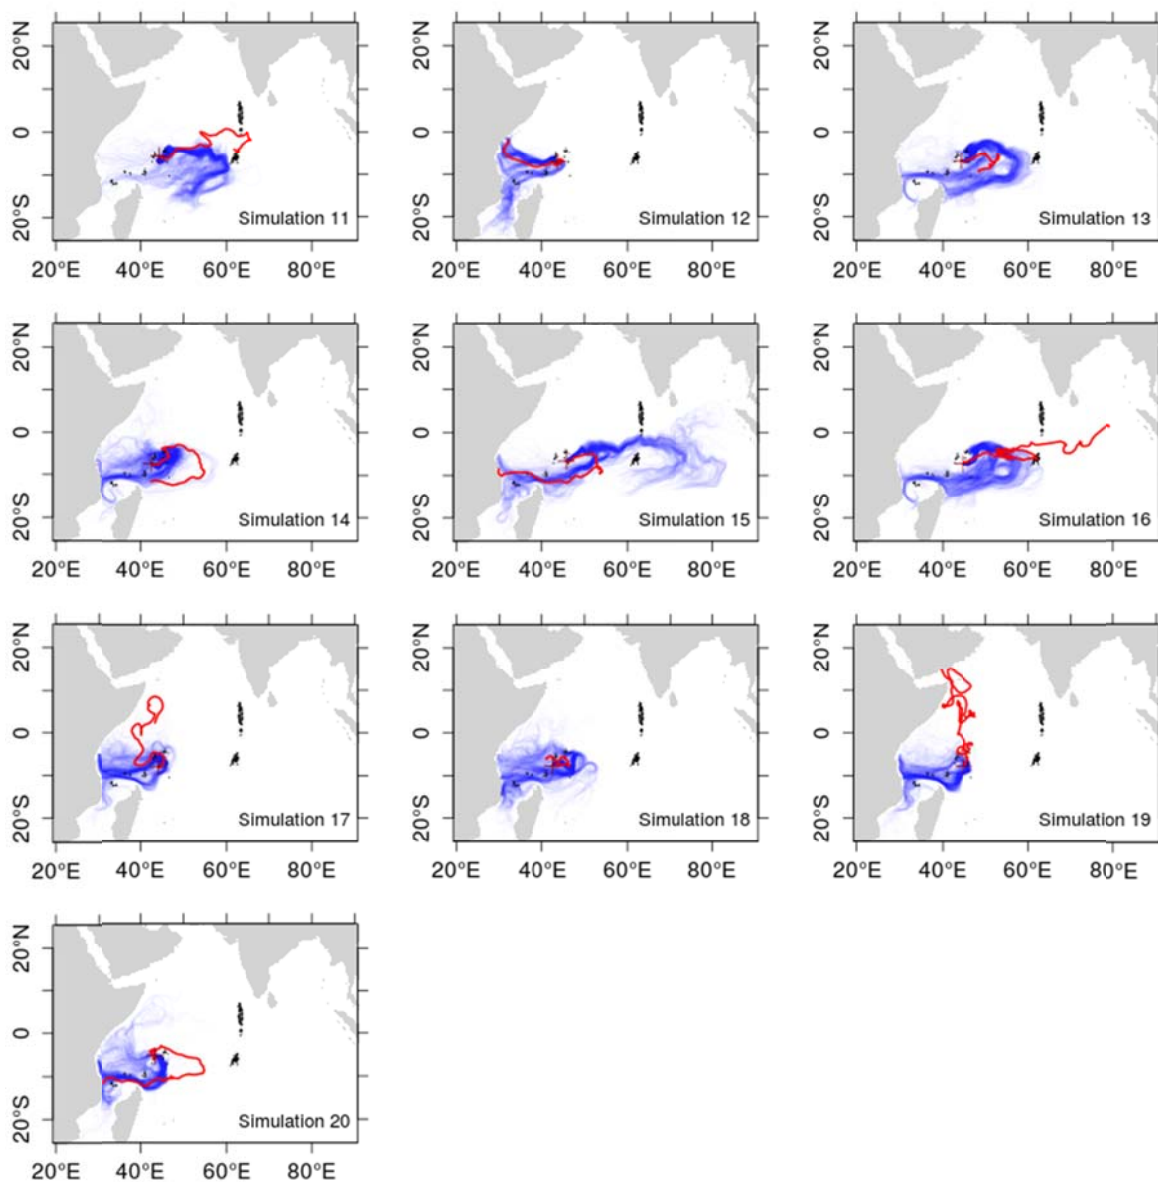 20°N
0
20°S
Simulation 11
20°E 40°E 60°E 80°E
20°N
0
20°S
Simulation 12
20°E 40°E 60°E 80°E
20°N
0
20°S
Simulation 13
20°E 40°E 60°E 80°E
20°N
0
20°S
Simulation 14
20°E 40°E 60°E 80°E
20°N
0
20°S
Simulation 15
20°E 40°E 60°E 80°E
20°N
0
20°S
Simulation 16
20°E 40°E 60°E 80°E
20°N
0
20°S
Simulation 17
20°E 40°E 60°E 80°E
20°N
0
20°S
Simulation 18
20°E 40°E 60°E 80°E
20°N
0
20°S
Simulation 19
20°E 40°E 60°E 80°E
20°N
0
20°S
Simulation 20
20°E 40°E 60°E 80°E